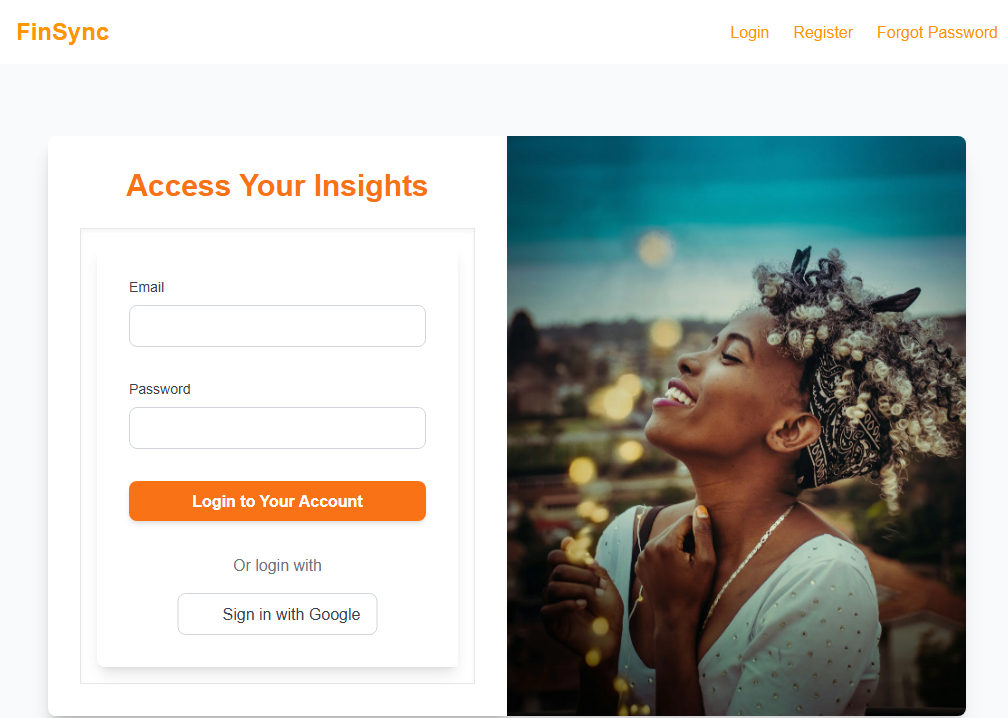 FinSync
Login Register Forgot Password
Access Your Insights
Email
Password
Login to Your Account
Or login with
Sign in with Google